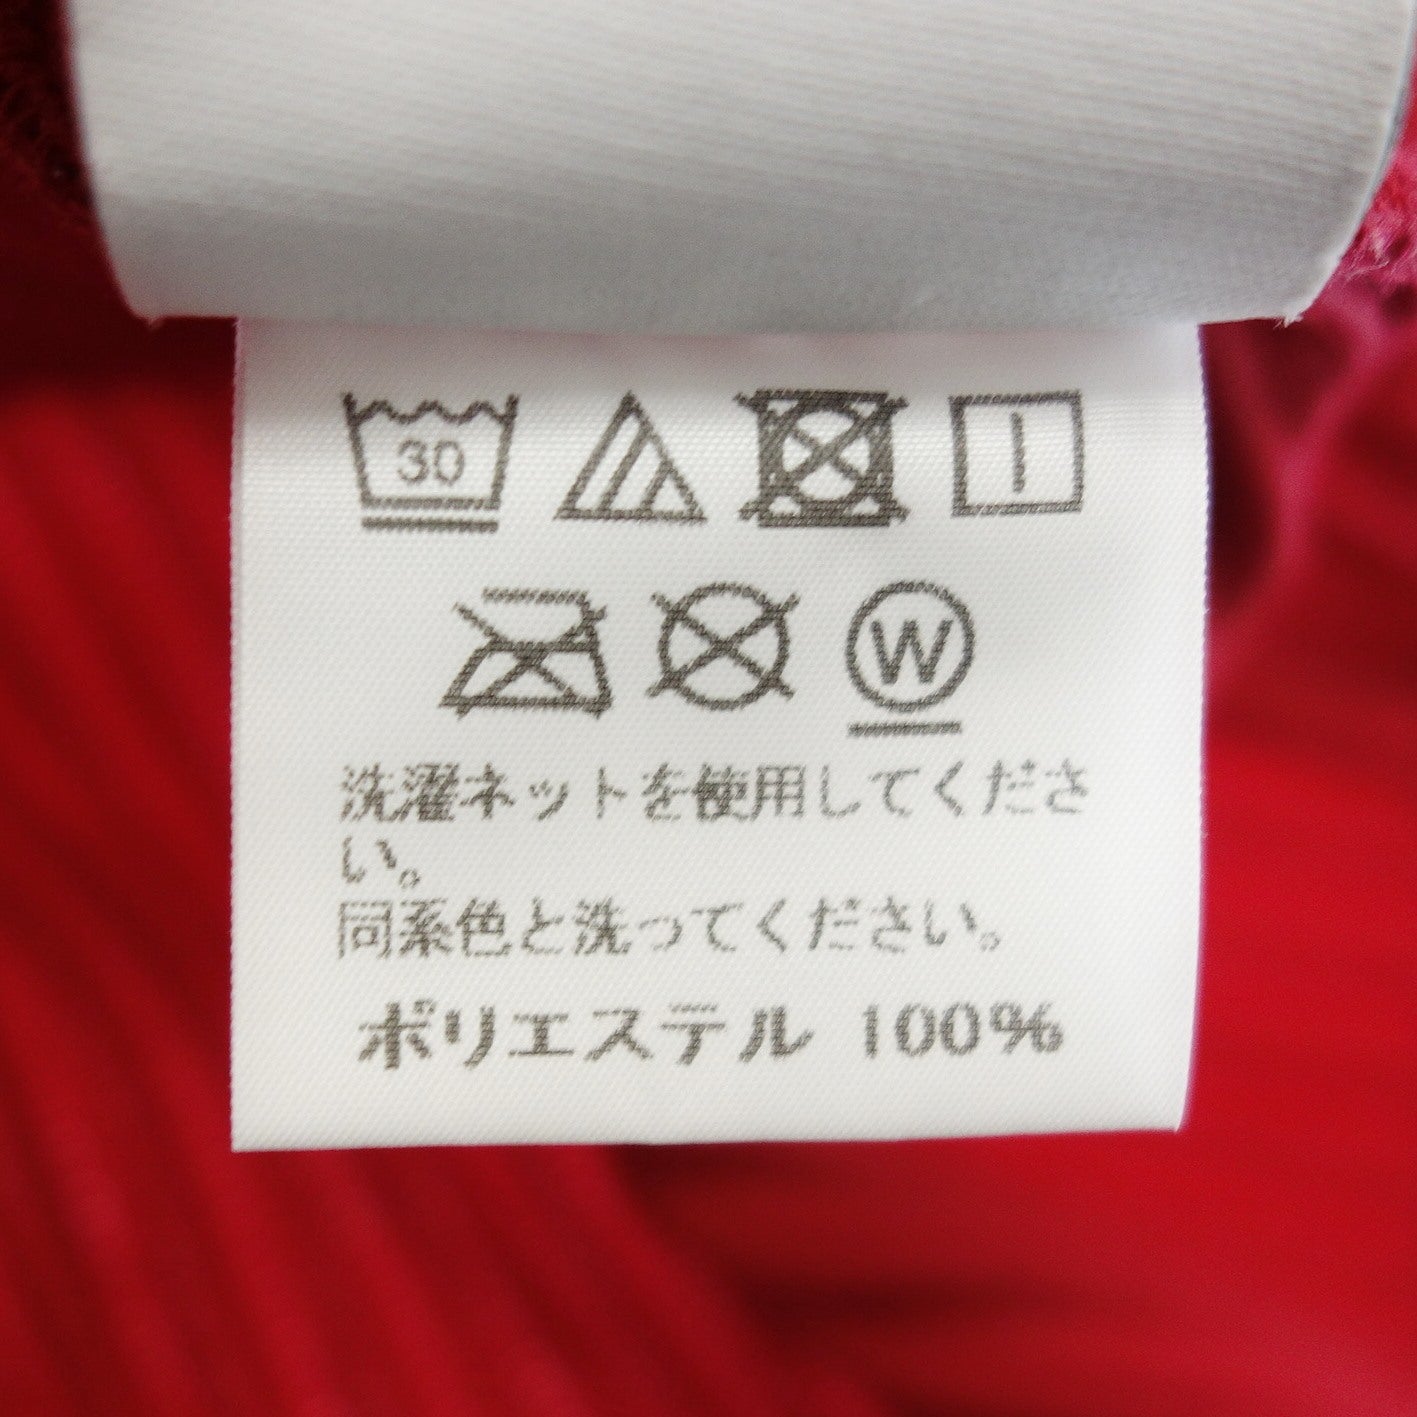 30
W
洗濯ネットを使用してくださ
い。
同系色と洗ってください。
ポリエステル 100%